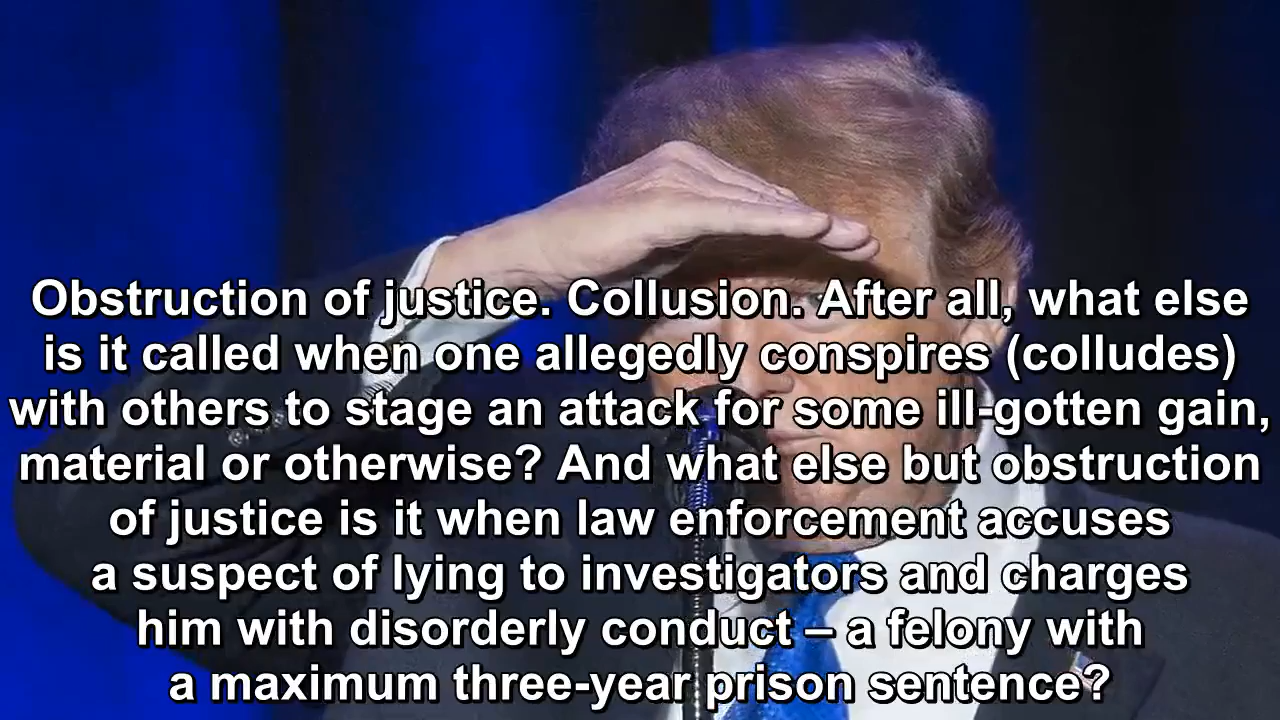 Obstruction of justice. Collusion. After all, what else
is it called when one allegedly conspires (colludes)
with others to stage an attack for some ill-gotten gain,
material or otherwise? And what else but obstruction
of justice is it when law enforcement accuses
a suspect of lying to investigators and charges
him with disorderly conduct – a felony with
a maximum three-year prison sentence?